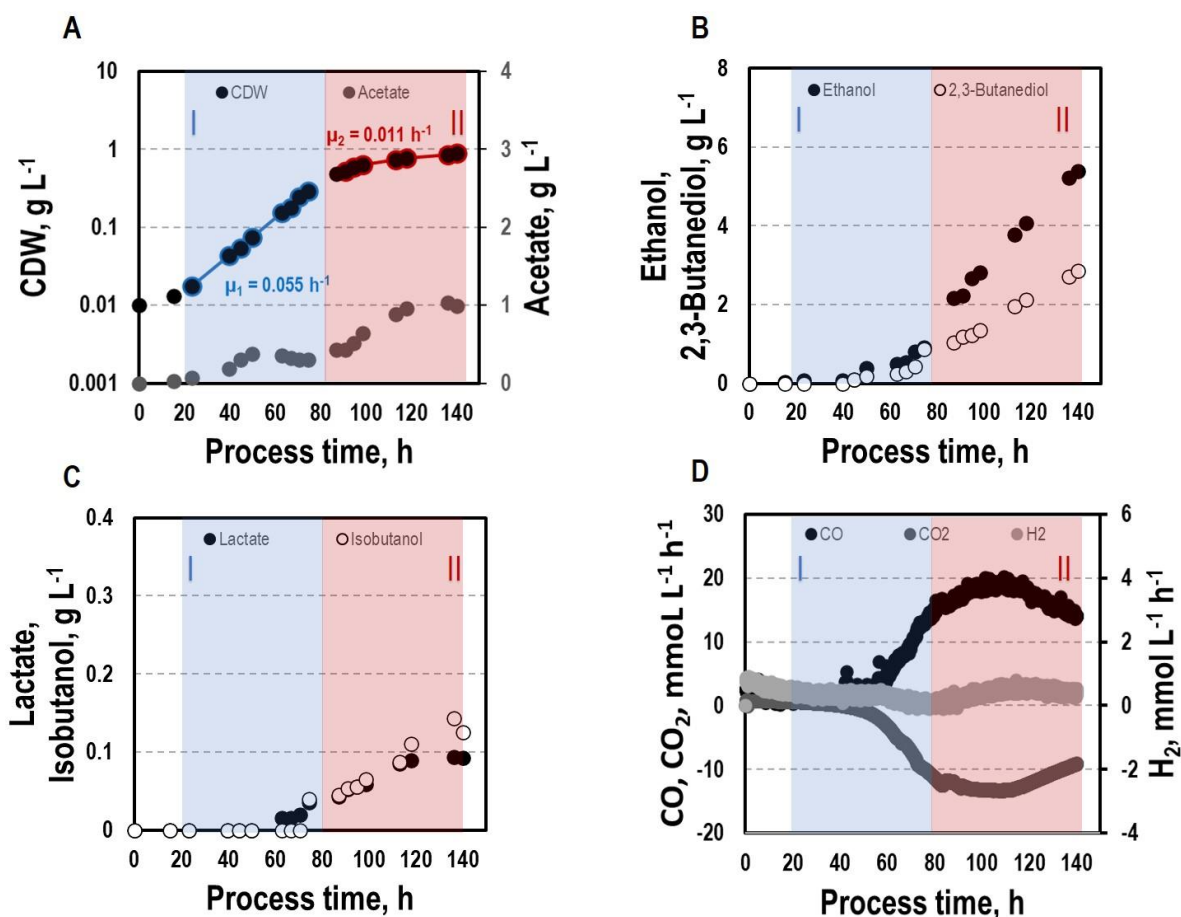 A
CDW, g L⁻¹
10
1
0.1
0.01
0.001
CDW
Acetate
I
II
μ₂ = 0.011 h⁻¹
μ₁ = 0.055 h⁻¹
4
3
2
1
0
Acetate, g L⁻¹
0 20 40 60 80 100 120 140
Process time, h
B
Ethanol,
2,3-Butanediol, g L⁻¹
8
6
4
2
0
Ethanol
2,3-Butanediol
I
II
0 20 40 60 80 100 120 140
Process time, h
C
Lactate,
Isobutanol, g L⁻¹
0.4
0.3
0.2
0.1
0
Lactate
Isobutanol
I
II
0 20 40 60 80 100 120 140
Process time, h
D
CO, CO₂, mmoL L⁻¹ h⁻¹
30
20
10
0
-10
-20
CO
CO2
H2
I
II
6
4
2
0
-2
-4
H₂, mmol L⁻¹ h⁻¹
0 20 40 60 80 100 120 140
Process time, h